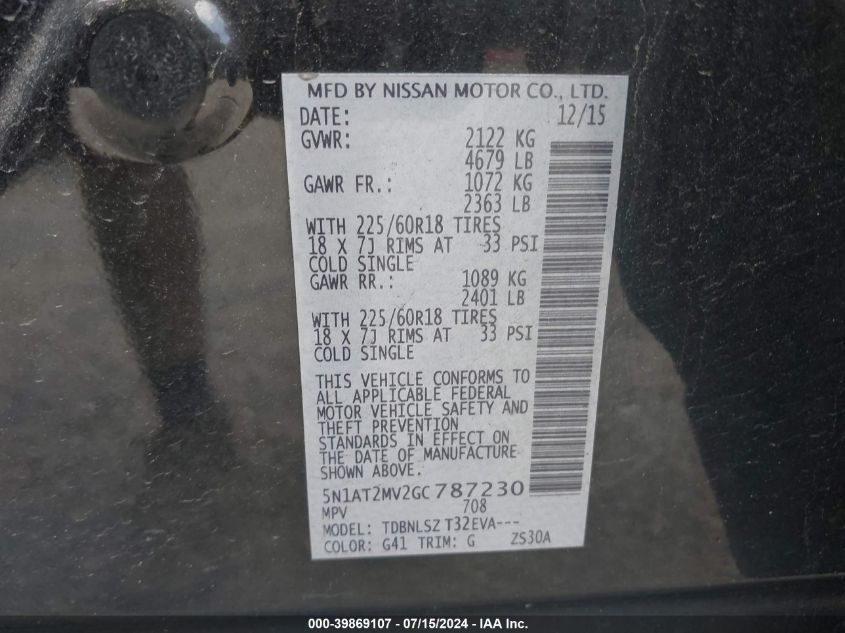 MFD BY NISSAN MOTOR CO., LTD.
DATE: 12/15
GVWR: 2122 KG
4679 LB
GAWR FR.: 1072 KG
2363 LB
WITH 225/60R18 TIRES
18 X 7J RIMS AT 33 PSI
COLD SINGLE
GAWR RR.: 1089 KG
2401 LB
WITH 225/60R18 TIRES
18 X 7J RIMS AT 33 PSI
COLD SINGLE
THIS VEHICLE CONFORMS TO
ALL APPLICABLE FEDERAL
MOTOR VEHICLE SAFETY AND
THEFT PREVENTION
STANDARDS IN EFFECT ON
THE DATE OF MANUFACTURE
SHOWN ABOVE.
5N1AT2MV2GC787230
MPV 708
MODEL: TDBNLSZ T32EVA---
COLOR: G41 TRIM: G ZS30A
000-39869107 - 07/15/2024 - IAA Inc.